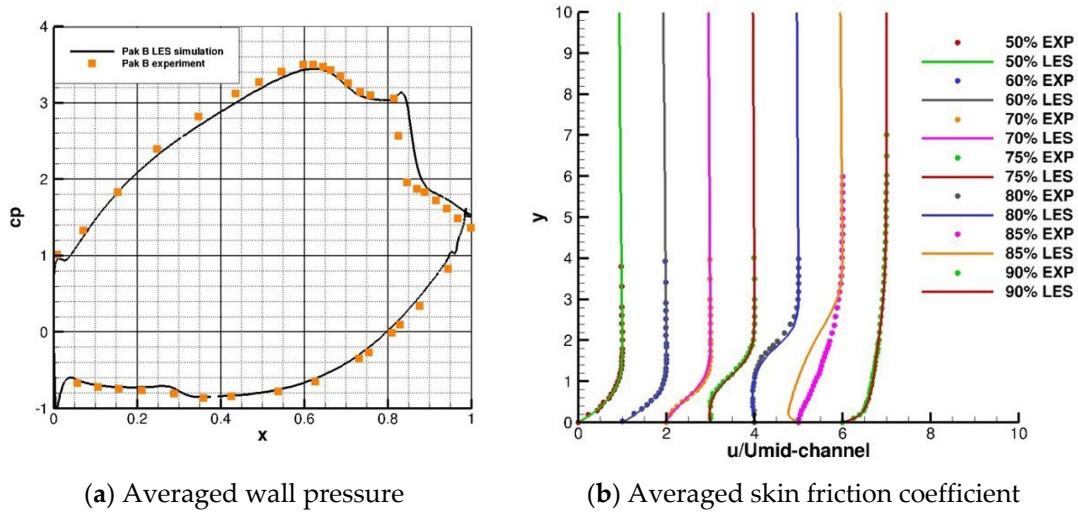 4
3
2
1
0
-1
cp
Pak B LES simulation
Pak B experiment
0
0.2
0.4
0.6
0.8
1
x
10
9
8
7
6
5
4
3
2
1
0
y
50% EXP
50% LES
60% EXP
60% LES
70% EXP
70% LES
75% EXP
75% LES
80% EXP
80% LES
85% EXP
85% LES
90% EXP
90% LES
0
2
4
6
8
10
u/Umid-channel
(a) Averaged wall pressure
(b) Averaged skin friction coefficient